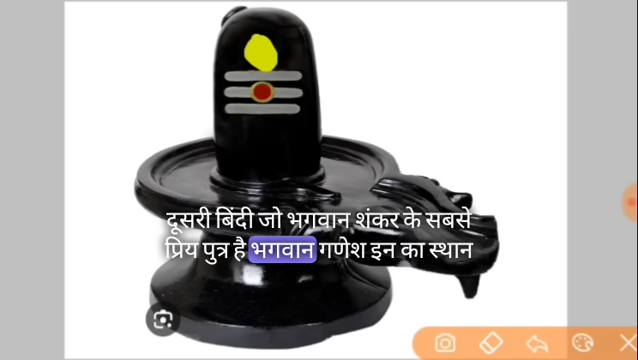 दूसरी बिंदी जो भगवान शंकर के सबसे
प्रिय पुत्र है भगवान गणेश इन का स्थान